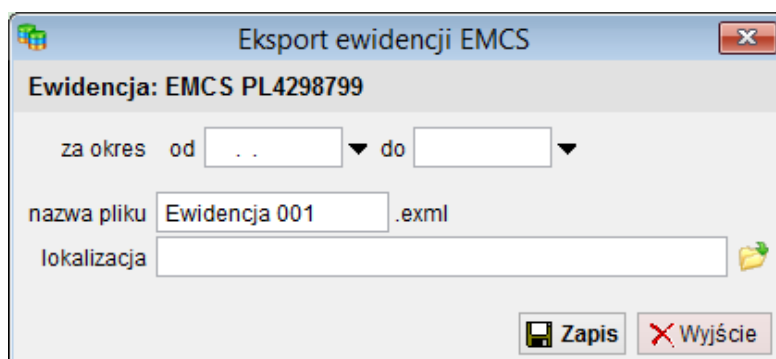 Eksport ewidencji EMCS
Ewidencja: EMCS PL4298799
za okres od . . do
nazwa pliku Ewidencja 001 .exml
lokalizacja
Zapis Wyjście